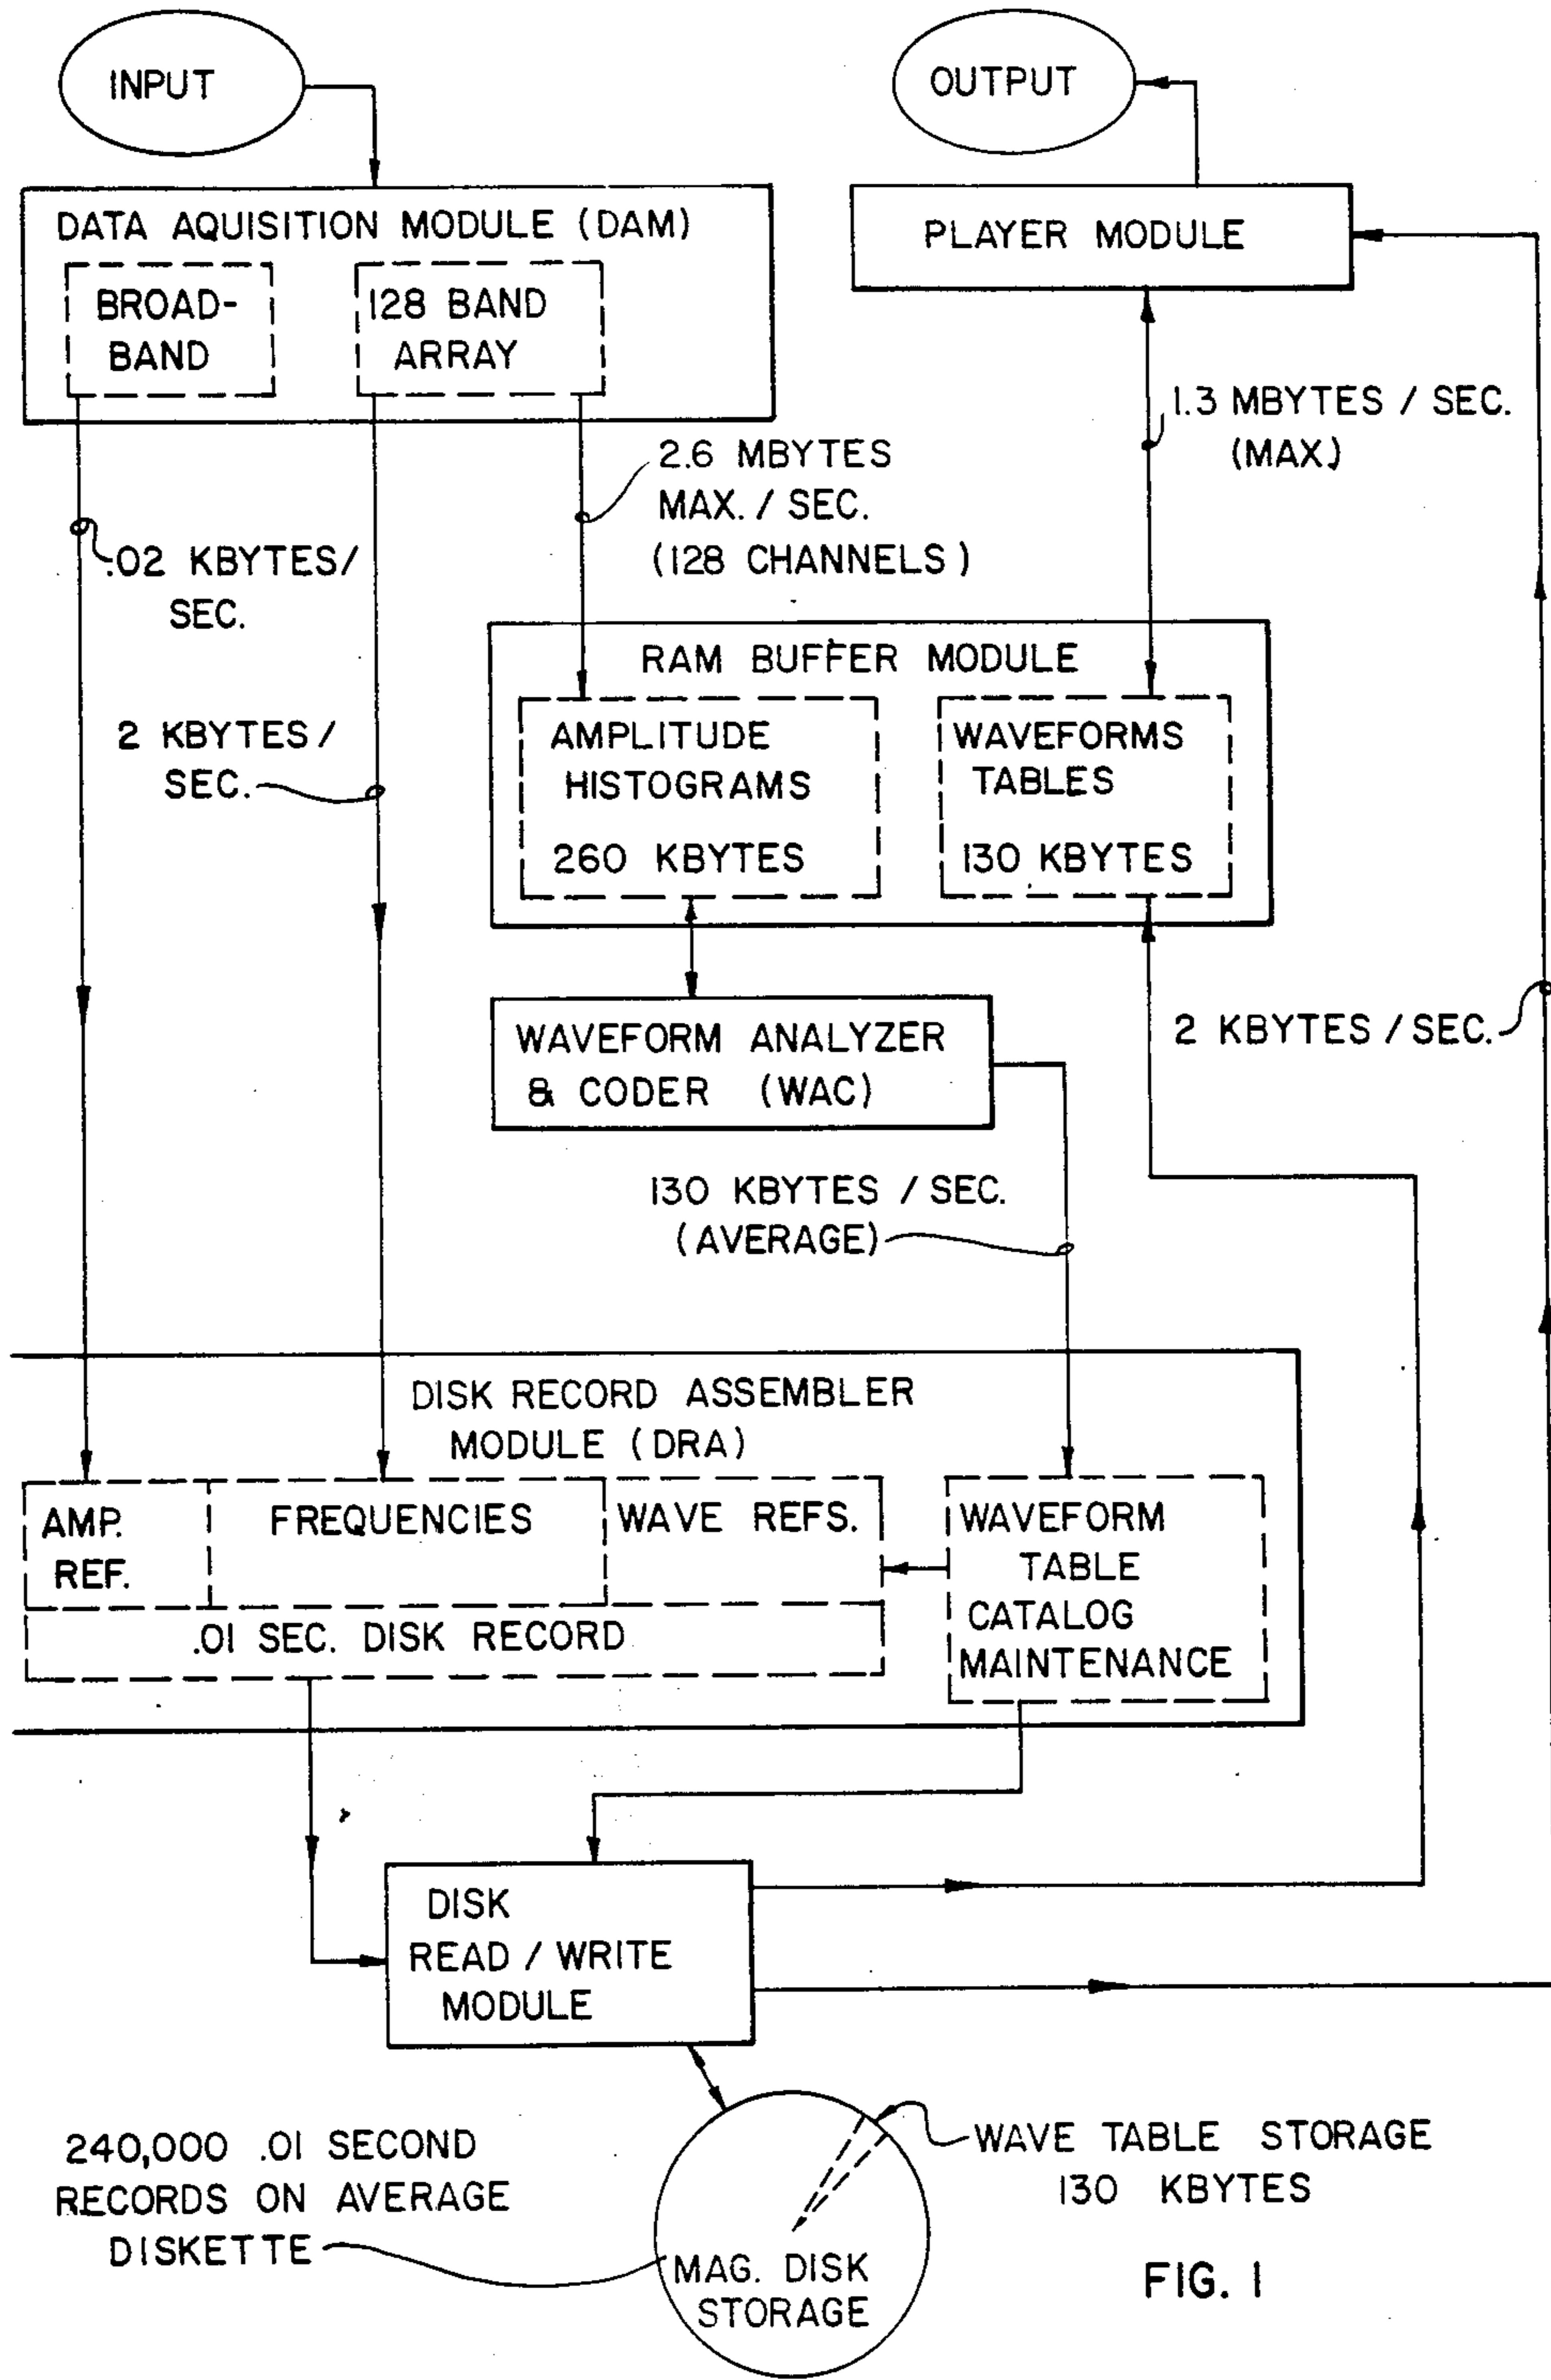 INPUT
OUTPUT
DATA AQUISITION MODULE (DAM)
BROAD-
BAND
128 BAND
ARRAY
PLAYER MODULE
1.3 MBYTES / SEC.
(MAX.)
2.6 MBYTES
MAX. / SEC.
(128 CHANNELS)
.02 KBYTES/
SEC.
RAM BUFFER MODULE
2 KBYTES /
SEC.
AMPLITUDE
HISTOGRAMS
260 KBYTES
WAVEFORMS
TABLES
130 KBYTES
WAVEFORM ANALYZER
& CODER (WAC)
2 KBYTES / SEC.
130 KBYTES / SEC.
(AVERAGE)
DISK RECORD ASSEMBLER
MODULE (DRA)
AMP.
REF.
FREQUENCIES
WAVE REFS.
.01 SEC. DISK RECORD
WAVEFORM
TABLE
CATALOG
MAINTENANCE
DISK
READ / WRITE
MODULE
240,000 .01 SECOND
RECORDS ON AVERAGE
DISKETTE
WAVE TABLE STORAGE
130 KBYTES
MAG. DISK
STORAGE
FIG. 1